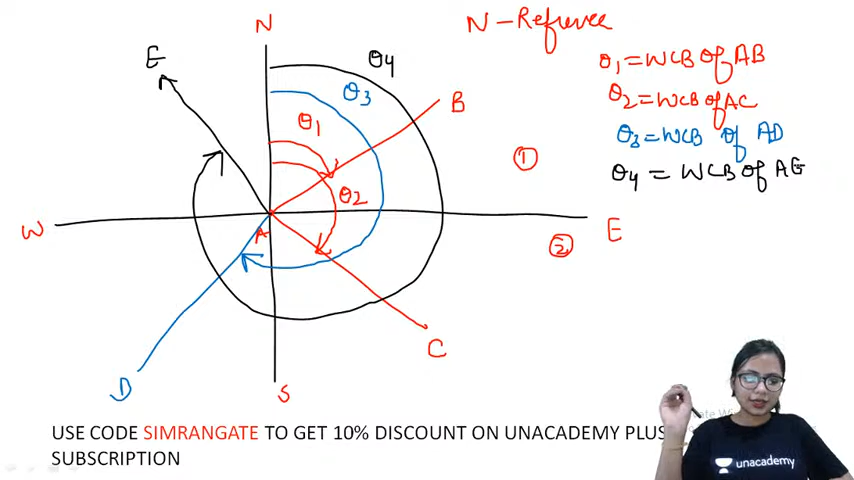 N
N - Refrence
E
θ4
θ1 = WCB of AB
B
θ3
θ2 = WCB of AC
θ1
θ3 = WCB of AD
①
θ4 = WCB of AE
θ2
W
A
E
②
C
D
S
USE CODE SIMRANGATE TO GET 10% DISCOUNT ON UNACADEMY PLUS
SUBSCRIPTION
unacademy